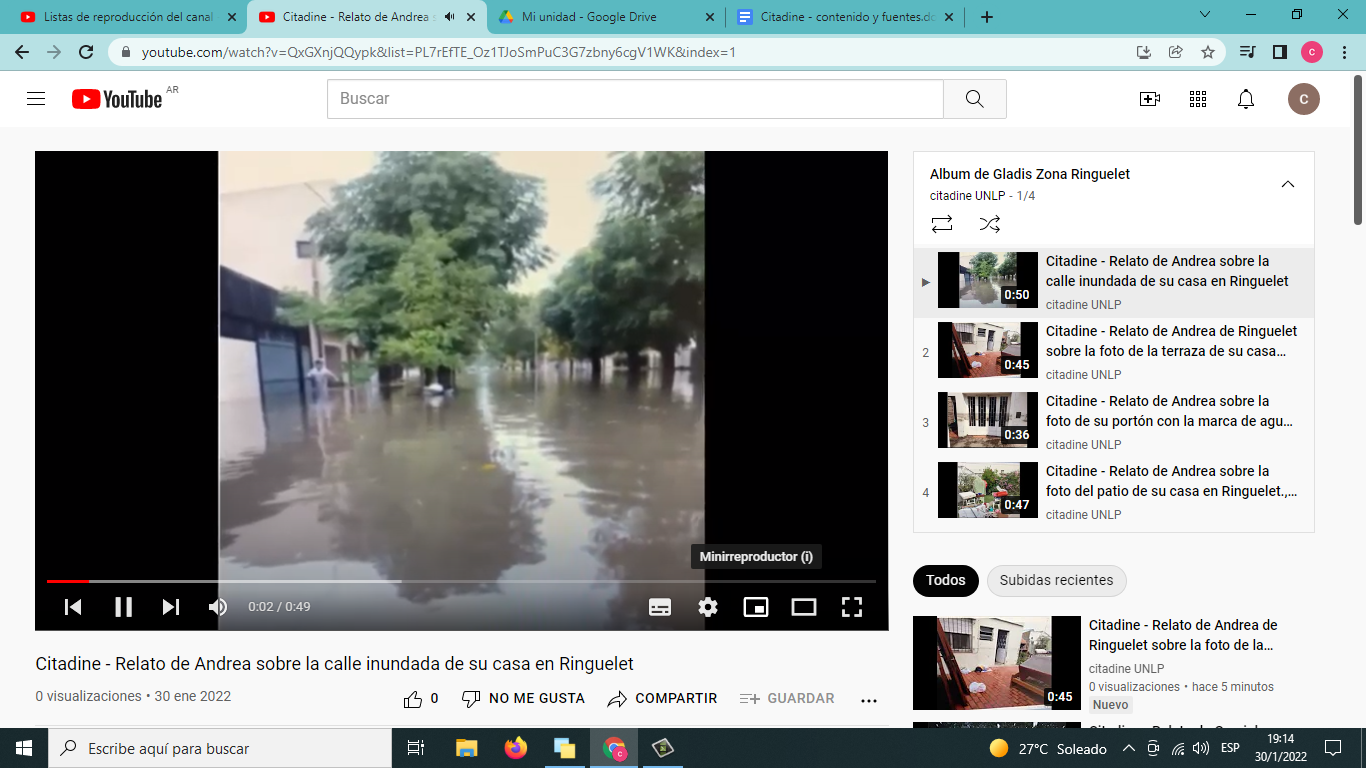 Listas de reproducción del canal
Citadine - Relato de Andrea s
Mi unidad - Google Drive
Citadine - contenido y fuentes.do
youtube.com/watch?v=QxGXnjQQypk&list=PL7rEfTE_Oz1TJoSmPuC3G7zbny6cgV1WK&index=1
c
YouTube AR
Buscar
C
Album de Gladis Zona Ringuelet
citadine UNLP - 1/4
Citadine - Relato de Andrea sobre la
calle inundada de su casa en Ringuelet
citadine UNLP
0:50
2
Citadine - Relato de Andrea de Ringuelet
sobre la foto de la terraza de su casa...
citadine UNLP
0:45
3
Citadine - Relato de Andrea sobre la
foto de su portón con la marca de agu...
citadine UNLP
0:36
4
Citadine - Relato de Andrea sobre la
foto del patio de su casa en Ringuelet.,...
citadine UNLP
0:47
Minirreproductor (i)
0:02 / 0:49
Todos
Subidas recientes
Citadine - Relato de Andrea sobre la calle inundada de su casa en Ringuelet
0 visualizaciones • 30 ene 2022
0
NO ME GUSTA
COMPARTIR
GUARDAR
Citadine - Relato de Andrea de
Ringuelet sobre la foto de la...
citadine UNLP
0 visualizaciones • hace 5 minutos
Nuevo
0:45
Escribe aquí para buscar
27°C Soleado
ESP
19:14
30/1/2022